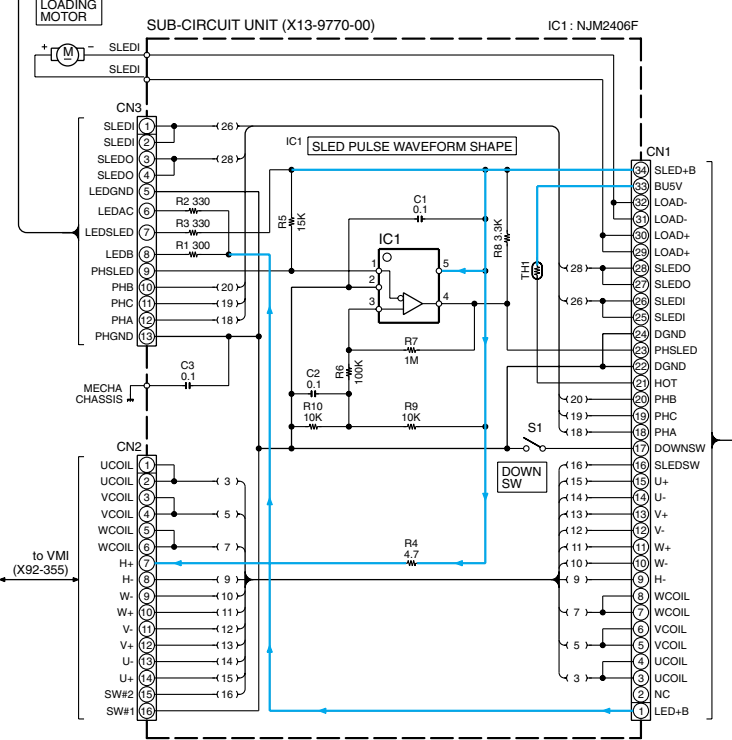 LOADING
MOTOR
SUB-CIRCUIT UNIT (X13-9770-00)
IC1 : NJM2406F
+ M - SLEDI
SLEDI
CN3
SLEDI 1 26
SLEDI 2
SLEDO 3 28
SLEDO 4
LEDGND 5
LEDAC 6 R2 330
LEDSLED 7 R3 330
LEDB 8 R1 300
PHSLED 9
PHB 10 20
PHC 11 19
PHA 12 18
PHGND 13
IC1 SLED PULSE WAVEFORM SHAPE
R5 15K
C1
0.1
R8 3.3K
IC1
1
2
3
5
4
TH1
R7
1M
R6 100K
C2
0.1
R10
10K
R9
10K
C3
0.1
MECHA
CHASSIS
S1
DOWN
SW
R4
4.7
CN1
34 SLED+B
33 BU5V
32 LOAD-
31 LOAD-
30 LOAD+
29 LOAD+
28 28 SLEDO
27 SLEDO
26 26 SLEDI
25 SLEDI
24 DGND
23 PHSLED
22 DGND
21 HOT
20 20 PHB
19 19 PHC
18 18 PHA
17 DOWNSW
16 16 SLEDSW
15 15 U+
14 14 U-
13 13 V+
12 12 V-
11 11 W+
10 10 W-
9 9 H-
8 WCOIL
7 7 WCOIL
6 VCOIL
5 5 VCOIL
4 UCOIL
3 3 UCOIL
2 NC
1 LED+B
CN2
UCOIL 1
UCOIL 2 3
VCOIL 3
VCOIL 4 5
WCOIL 5
WCOIL 6 7
H+ 7
H- 8 9
W- 9 10
W+ 10 11
V- 11 12
V+ 12 13
U- 13 14
U+ 14 15
SW#2 15 16
SW#1 16
to VMI
(X92-355)